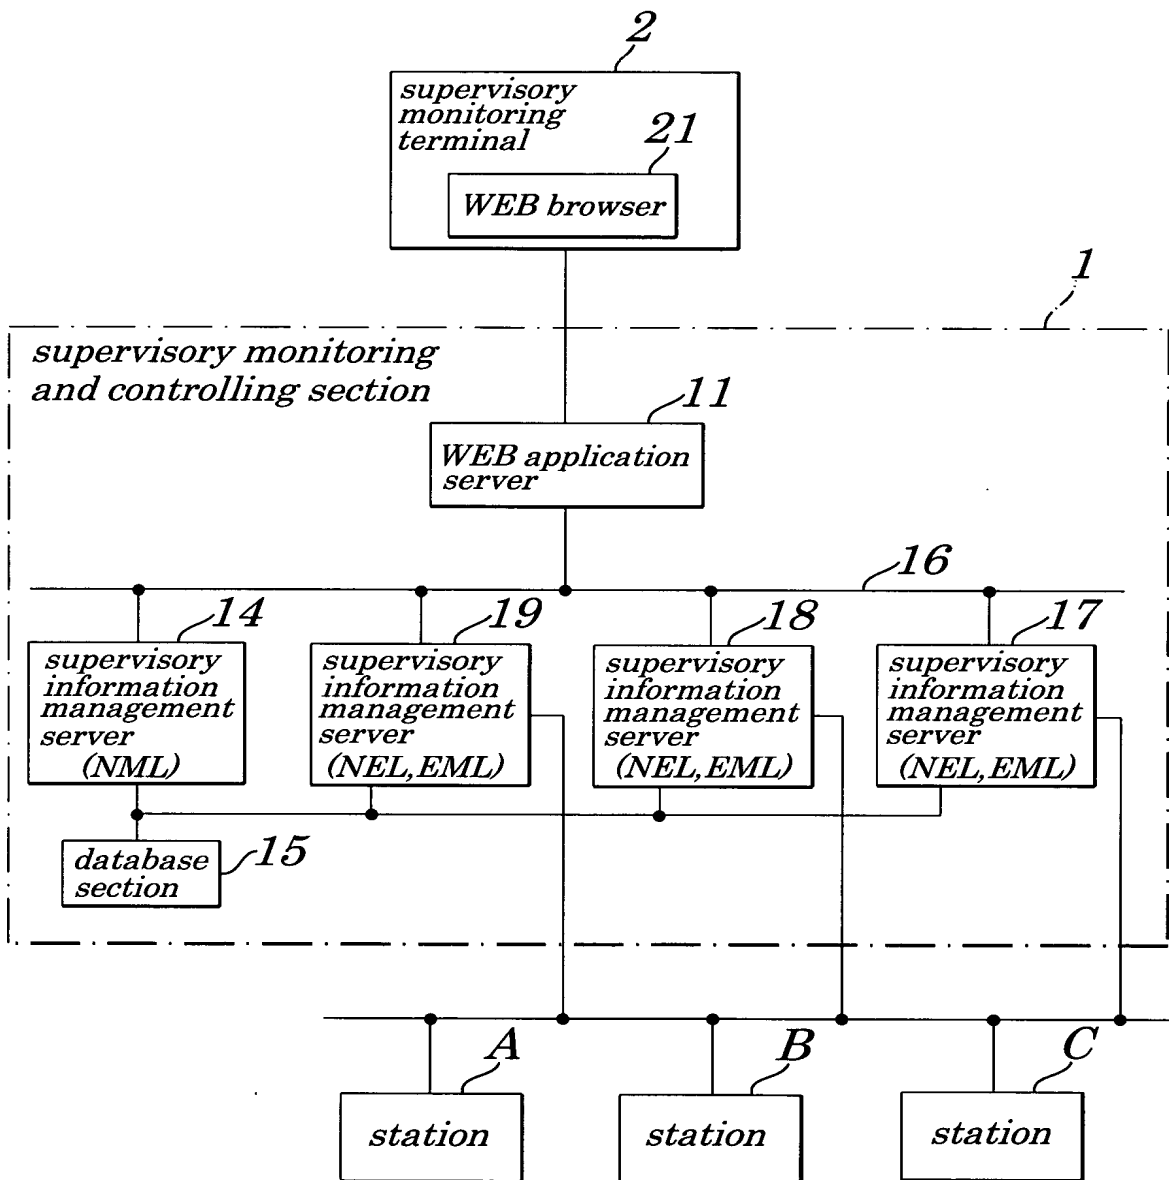 2
supervisory
monitoring
terminal
21
WEB browser
1
supervisory monitoring
and controlling section
11
WEB application
server
16
14
supervisory
information
management
server
(NML)
19
supervisory
information
management
server
(NEL,EML)
18
supervisory
information
management
server
(NEL,EML)
17
supervisory
information
management
server
(NEL,EML)
15
database
section
A
station
B
station
C
station